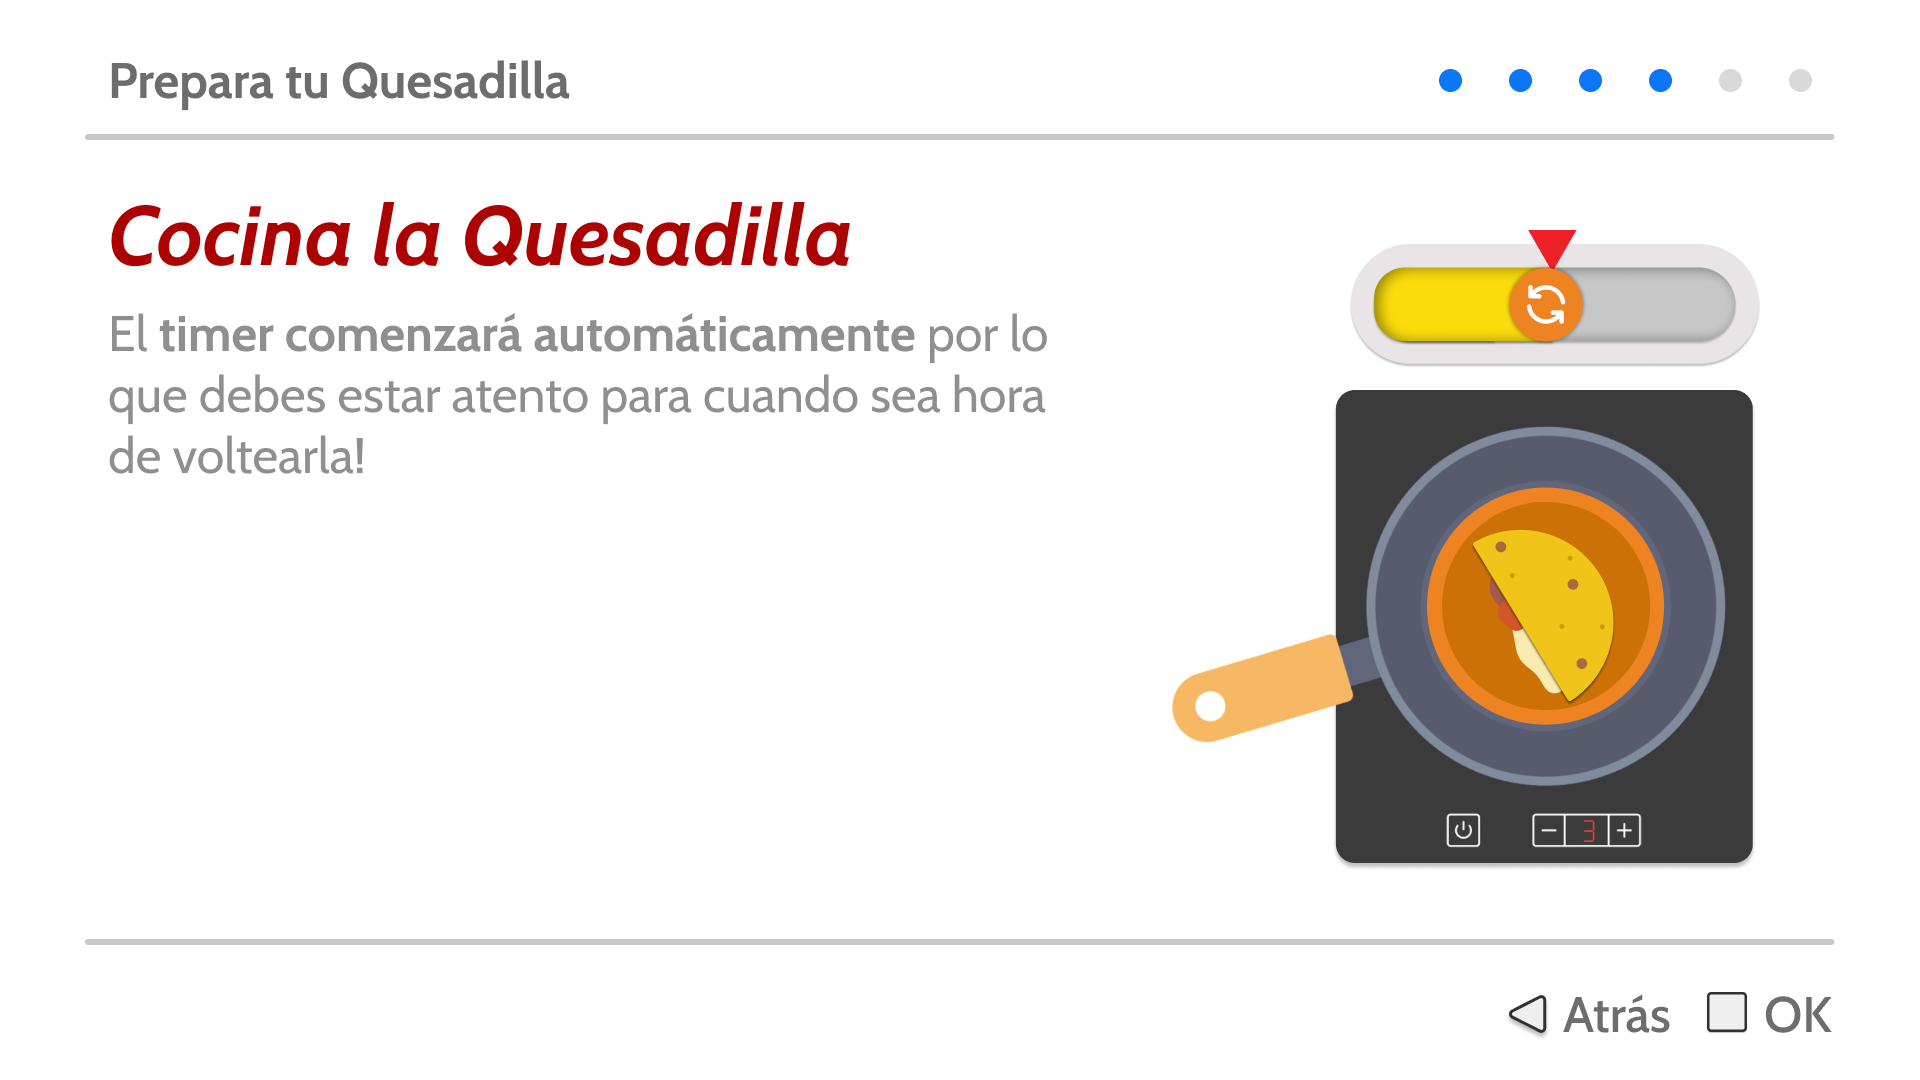 Prepara tu Quesadilla
Cocina la Quesadilla
El timer comenzará automáticamente por lo
que debes estar atento para cuando sea hora
de voltearla!
3
Atrás OK